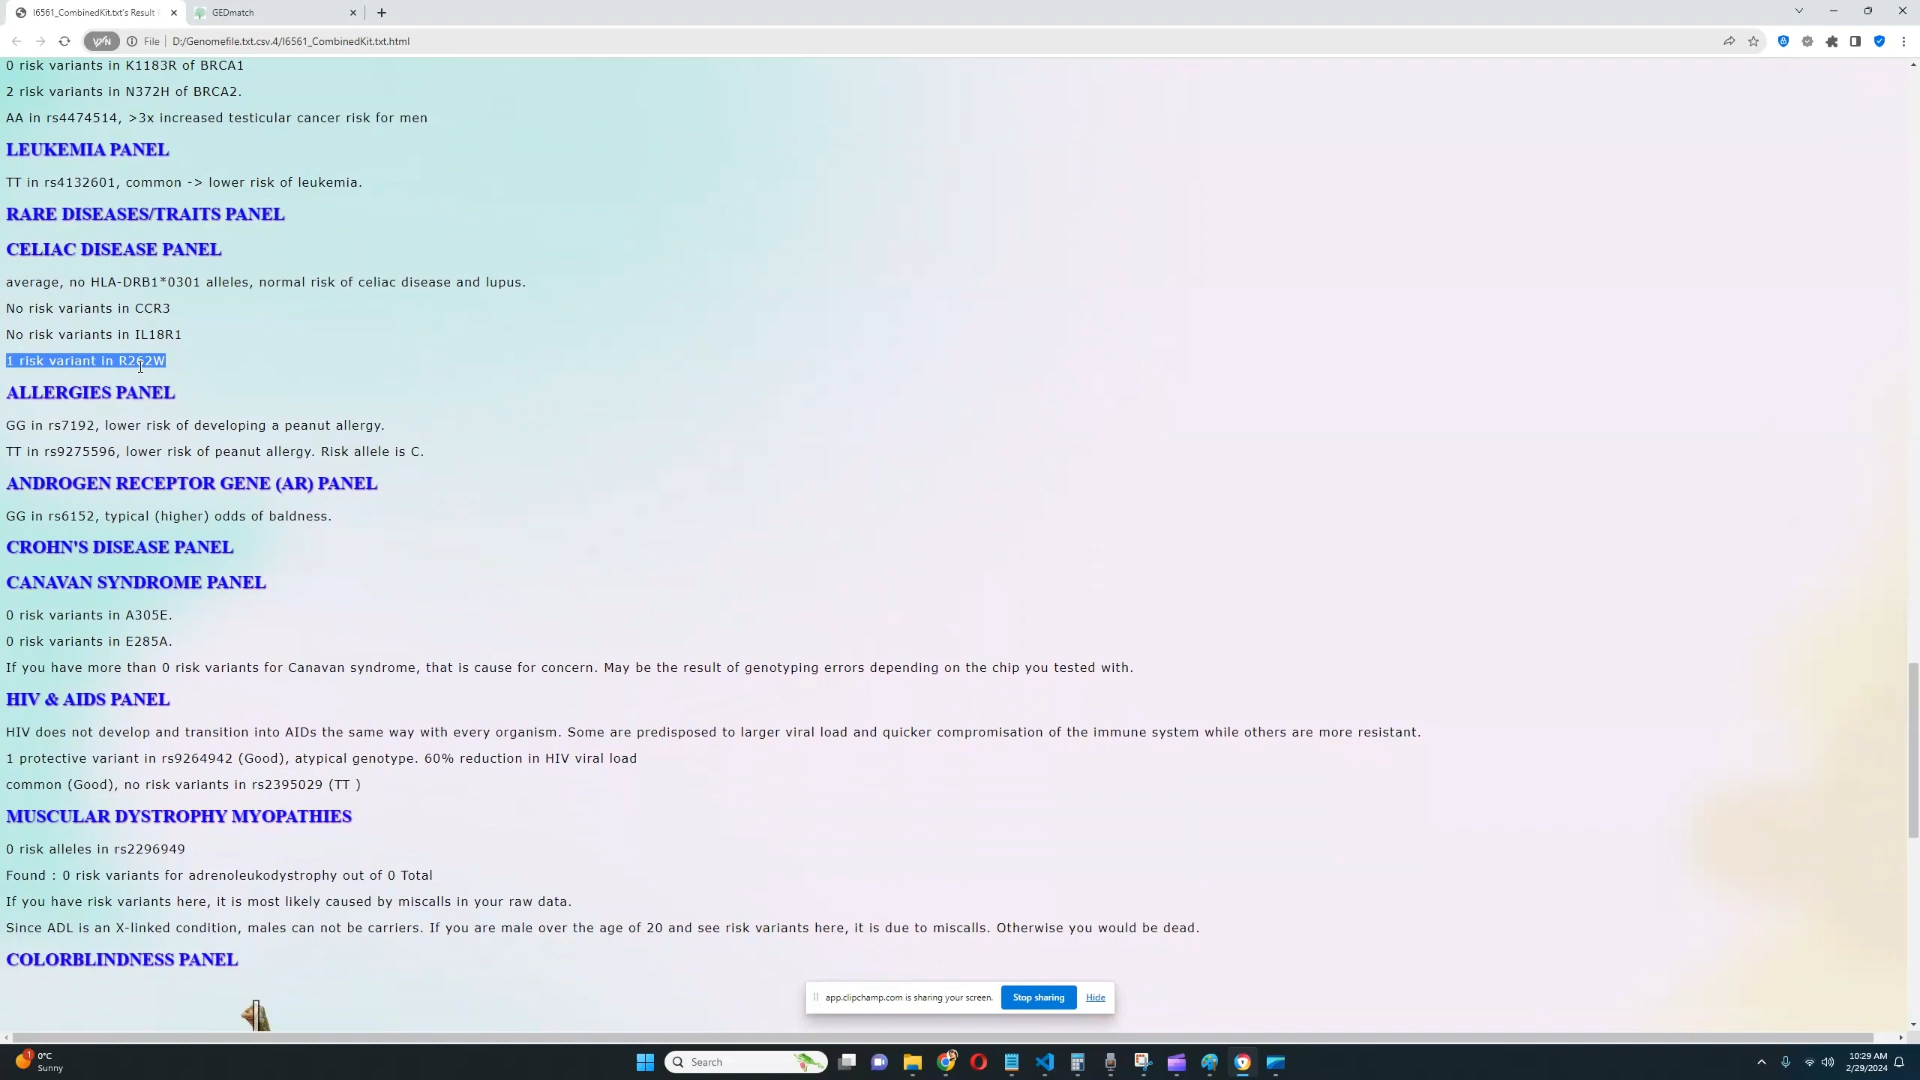 I6561_CombinedKit.txt's Result
GEDmatch
File
D:/Genomefile.txt.csv.4/I6561_CombinedKit.txt.html
0 risk variants in K1183R of BRCA1
2 risk variants in N372H of BRCA2.
AA in rs4474514, >3x increased testicular cancer risk for men
LEUKEMIA PANEL
TT in rs4132601, common -> lower risk of leukemia.
RARE DISEASES/TRAITS PANEL
CELIAC DISEASE PANEL
average, no HLA-DRB1*0301 alleles, normal risk of celiac disease and lupus.
No risk variants in CCR3
No risk variants in IL18R1
1 risk variant in R262W
ALLERGIES PANEL
GG in rs7192, lower risk of developing a peanut allergy.
TT in rs9275596, lower risk of peanut allergy. Risk allele is C.
ANDROGEN RECEPTOR GENE (AR) PANEL
GG in rs6152, typical (higher) odds of baldness.
CROHN'S DISEASE PANEL
CANAVAN SYNDROME PANEL
0 risk variants in A305E.
0 risk variants in E285A.
If you have more than 0 risk variants for Canavan syndrome, that is cause for concern. May be the result of genotyping errors depending on the chip you tested with.
HIV & AIDS PANEL
HIV does not develop and transition into AIDs the same way with every organism. Some are predisposed to larger viral load and quicker compromisation of the immune system while others are more resistant.
1 protective variant in rs9264942 (Good), atypical genotype. 60% reduction in HIV viral load
common (Good), no risk variants in rs2395029 (TT )
MUSCULAR DYSTROPHY MYOPATHIES
0 risk alleles in rs2296949
Found : 0 risk variants for adrenoleukodystrophy out of 0 Total
If you have risk variants here, it is most likely caused by miscalls in your raw data.
Since ADL is an X-linked condition, males can not be carriers. If you are male over the age of 20 and see risk variants here, it is due to miscalls. Otherwise you would be dead.
COLORBLINDNESS PANEL
app.clipchamp.com is sharing your screen.
Stop sharing
Hide
1
0°C
Sunny
Search
10:29 AM
2/29/2024